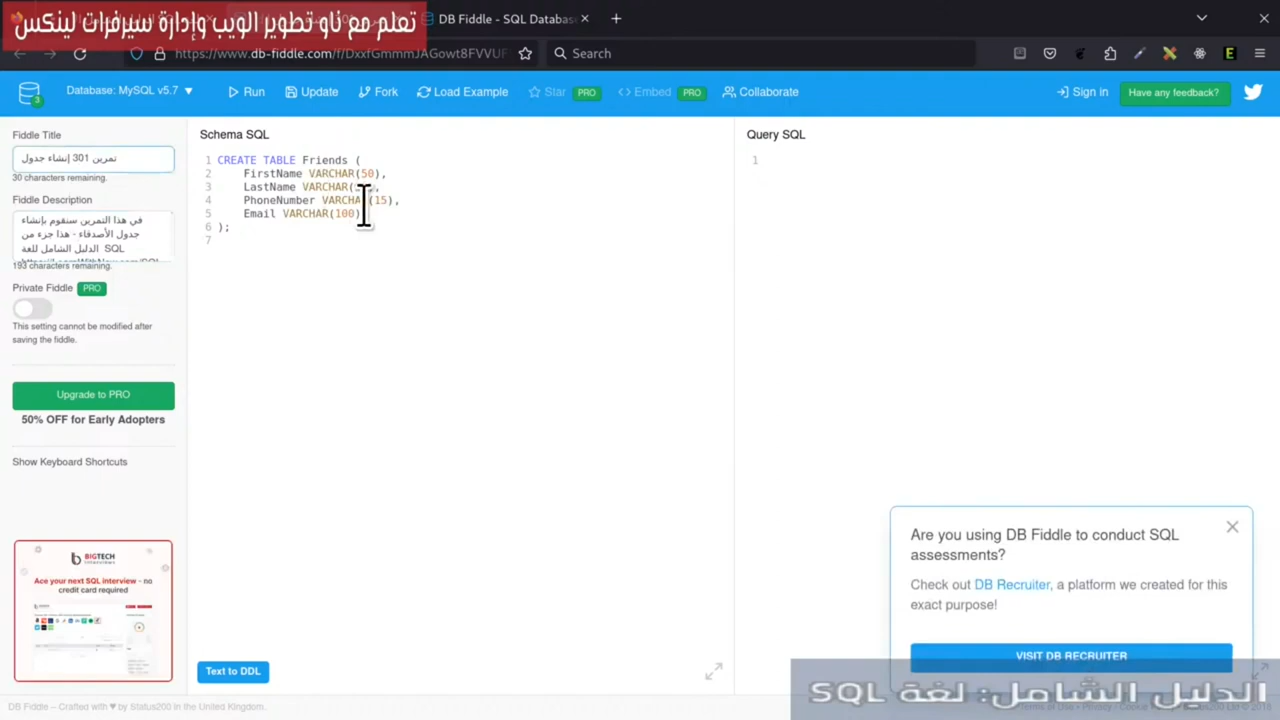 تعلم مع ناو تطوير الويب وإدارة سيرفرات لينكس
DB Fiddle - SQL Databas
https://www.db-fiddle.com/f/DxxfGmmmJAGowt8FVVUF
Search
Database: MySQL v5.7
Run
Update
Fork
Load Example
Star PRO
Embed PRO
Collaborate
Sign in
Have any feedback?
3
Fiddle Title
تمرين 301 إنشاء جدول
30 characters remaining.
Fiddle Description
في هذا التمرين سنقوم بإنشاء
جدول الأصدقاء - هذا جزء من
الدليل الشامل للغة SQL
193 characters remaining.
Private Fiddle PRO
This setting cannot be modified after
saving the fiddle.
Upgrade to PRO
50% OFF for Early Adopters
Show Keyboard Shortcuts
BIGTECH
Ace your next SQL interview - no
credit card required
Schema SQL
1 CREATE TABLE Friends (
2 FirstName VARCHAR(50),
3 LastName VARCHAR(
4 PhoneNumber VARCHA (15),
5 Email VARCHAR(100)
6 );
7
Text to DDL
Query SQL
1
Are you using DB Fiddle to conduct SQL
assessments?
Check out DB Recruiter, a platform we created for this
exact purpose!
VISIT DB RECRUITER
الدليل الشامل: لغة SQL
DB Fiddle – Crafted with ♥ by Status200 in the United Kingdom.
Terms of Use • Privacy